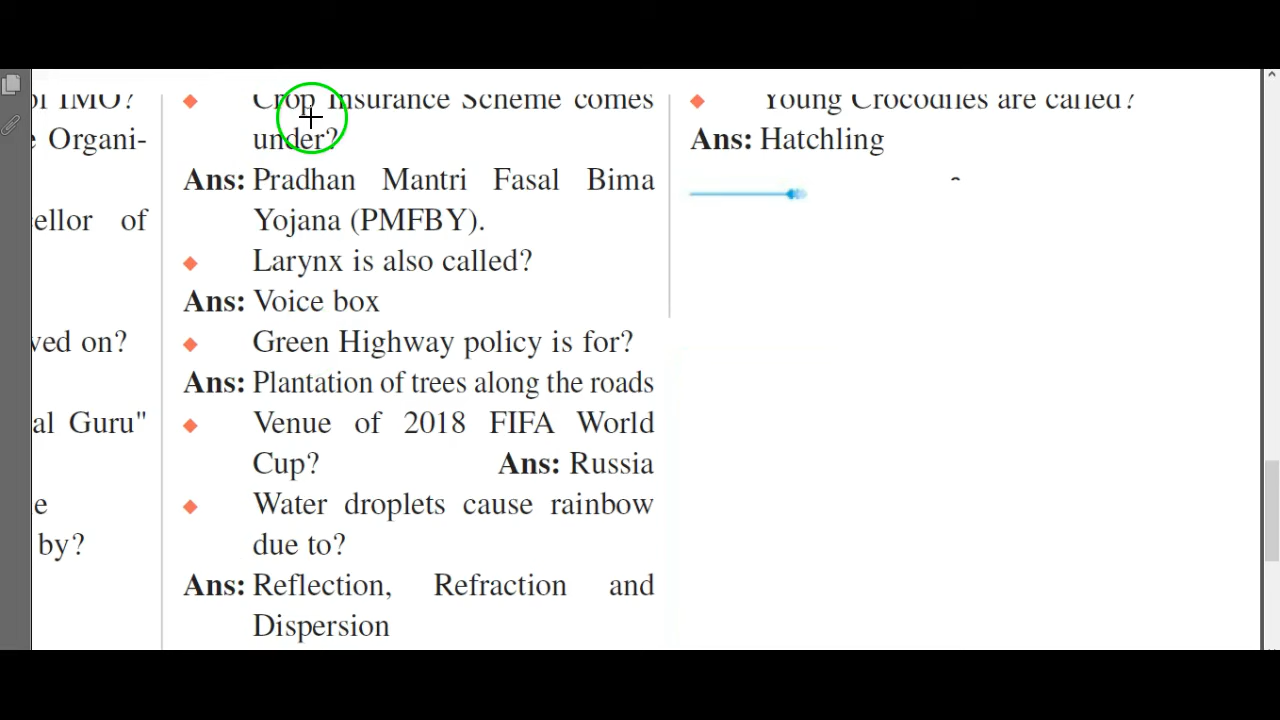 of IMO?
Organi-
ellor of
ved on?
al Guru"
e
by?
Crop Insurance Scheme comes
under?
Ans: Pradhan Mantri Fasal Bima
Yojana (PMFBY).
Larynx is also called?
Ans: Voice box
Green Highway policy is for?
Ans: Plantation of trees along the roads
Venue of 2018 FIFA World
Cup? Ans: Russia
Water droplets cause rainbow
due to?
Ans: Reflection, Refraction and
Dispersion
Young Crocodiles are called?
Ans: Hatchling